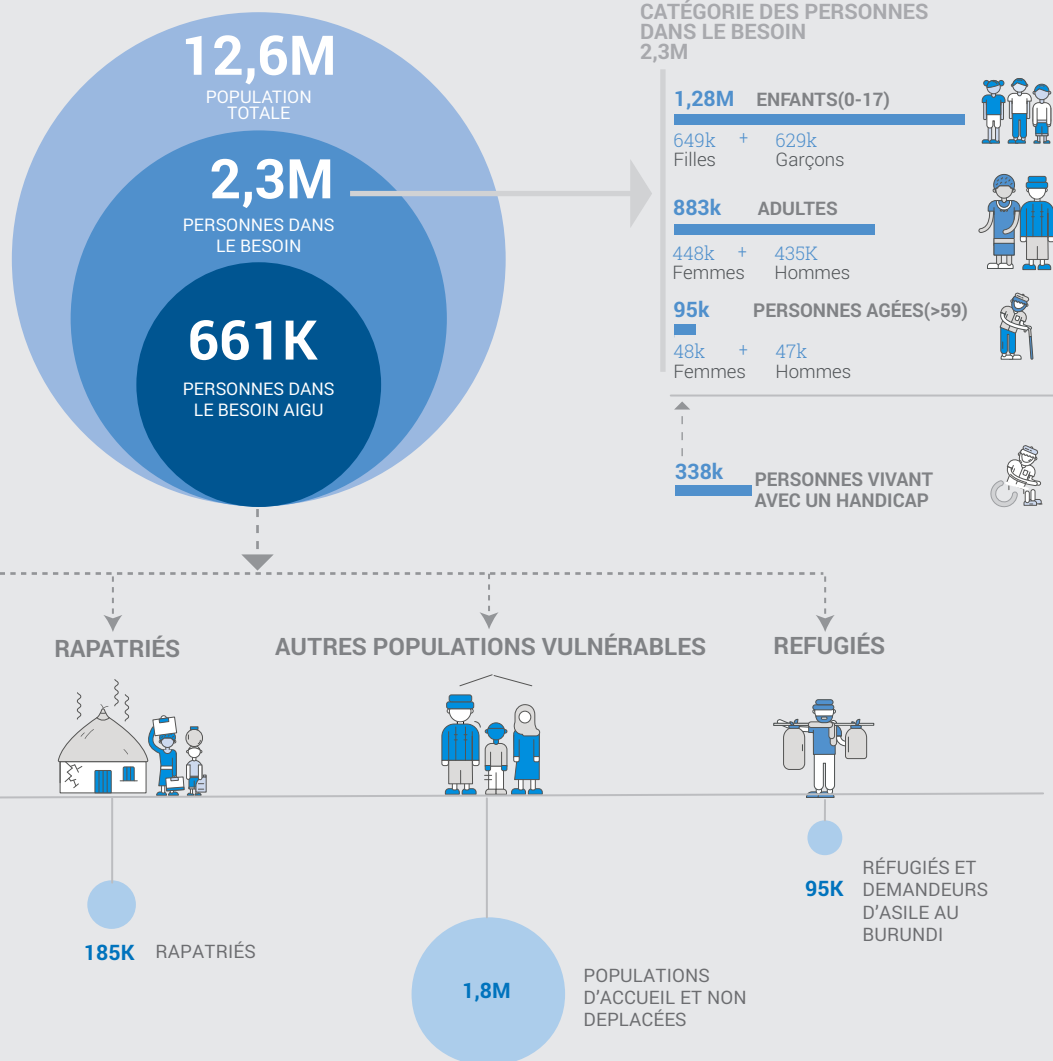 12,6M
POPULATION
TOTALE
2,3M
PERSONNES DANS
LE BESOIN
661K
PERSONNES DANS
LE BESOIN AIGU
CATÉGORIE DES PERSONNES
DANS LE BESOIN
2,3M
1,28M ENFANTS(0-17)
649k + 629k
Filles Garçons
883k ADULTES
448k + 435K
Femmes Hommes
95k PERSONNES AGÉES(>59)
48k + 47k
Femmes Hommes
338k PERSONNES VIVANT
AVEC UN HANDICAP
RAPATRIÉS
AUTRES POPULATIONS VULNÉRABLES
REFUGIÉS
185K RAPATRIÉS
1,8M
POPULATIONS
D'ACCUEIL ET NON
DEPLACÉES
95K
RÉFUGIÉS ET
DEMANDEURS
D'ASILE AU
BURUNDI